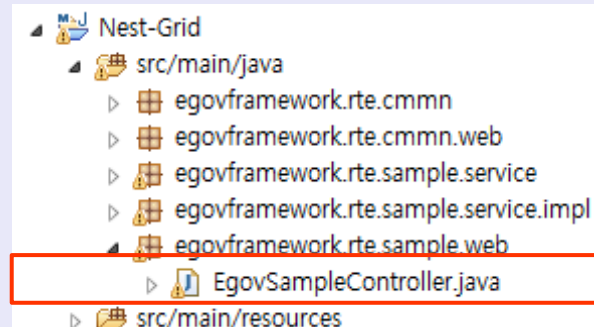 Nest-Grid
src/main/java
egovframework.rte.cmmn
egovframework.rte.cmmn.web
egovframework.rte.sample.service
egovframework.rte.sample.service.impl
egovframework.rte.sample.web
EgovSampleController.java
src/main/resources